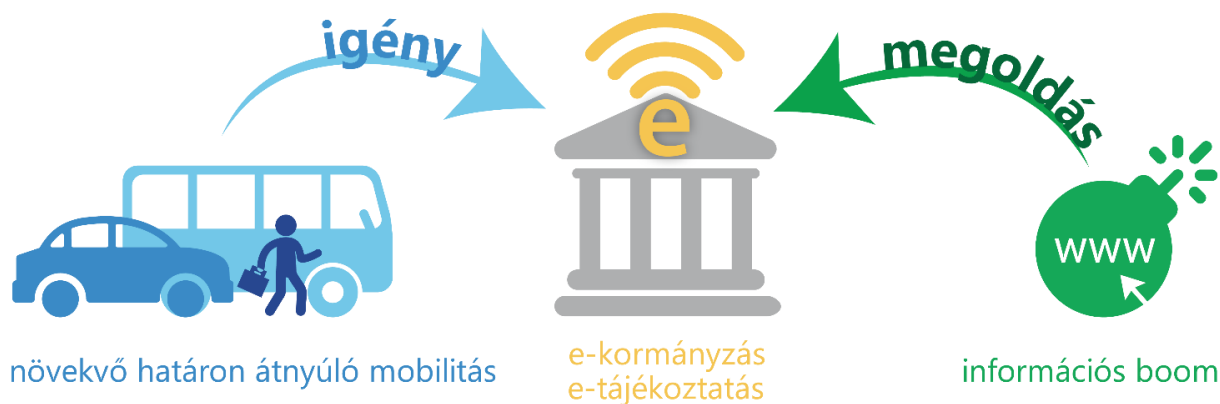 igény
megoldás
e
www
növekvő határon átnyúló mobilitás
e-kormányzás
e-tájékoztatás
információs boom